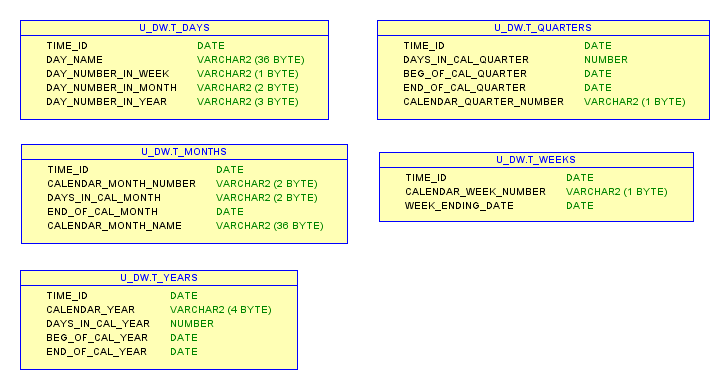 U_DW.T_DAYS
TIME_ID DATE
DAY_NAME VARCHAR2 (36 BYTE)
DAY_NUMBER_IN_WEEK VARCHAR2 (1 BYTE)
DAY_NUMBER_IN_MONTH VARCHAR2 (2 BYTE)
DAY_NUMBER_IN_YEAR VARCHAR2 (3 BYTE)
U_DW.T_QUARTERS
TIME_ID DATE
DAYS_IN_CAL_QUARTER NUMBER
BEG_OF_CAL_QUARTER DATE
END_OF_CAL_QUARTER DATE
CALENDAR_QUARTER_NUMBER VARCHAR2 (1 BYTE)
U_DW.T_MONTHS
TIME_ID DATE
CALENDAR_MONTH_NUMBER VARCHAR2 (2 BYTE)
DAYS_IN_CAL_MONTH VARCHAR2 (2 BYTE)
END_OF_CAL_MONTH DATE
CALENDAR_MONTH_NAME VARCHAR2 (36 BYTE)
U_DW.T_WEEKS
TIME_ID DATE
CALENDAR_WEEK_NUMBER VARCHAR2 (1 BYTE)
WEEK_ENDING_DATE DATE
U_DW.T_YEARS
TIME_ID DATE
CALENDAR_YEAR VARCHAR2 (4 BYTE)
DAYS_IN_CAL_YEAR NUMBER
BEG_OF_CAL_YEAR DATE
END_OF_CAL_YEAR DATE